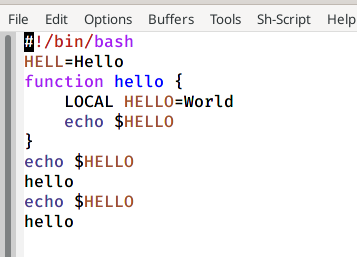 File Edit Options Buffers Tools Sh-Script Help
#!/bin/bash
HELL=Hello
function hello {
    LOCAL HELLO=World
    echo $HELLO
}
echo $HELLO
hello
echo $HELLO
hello